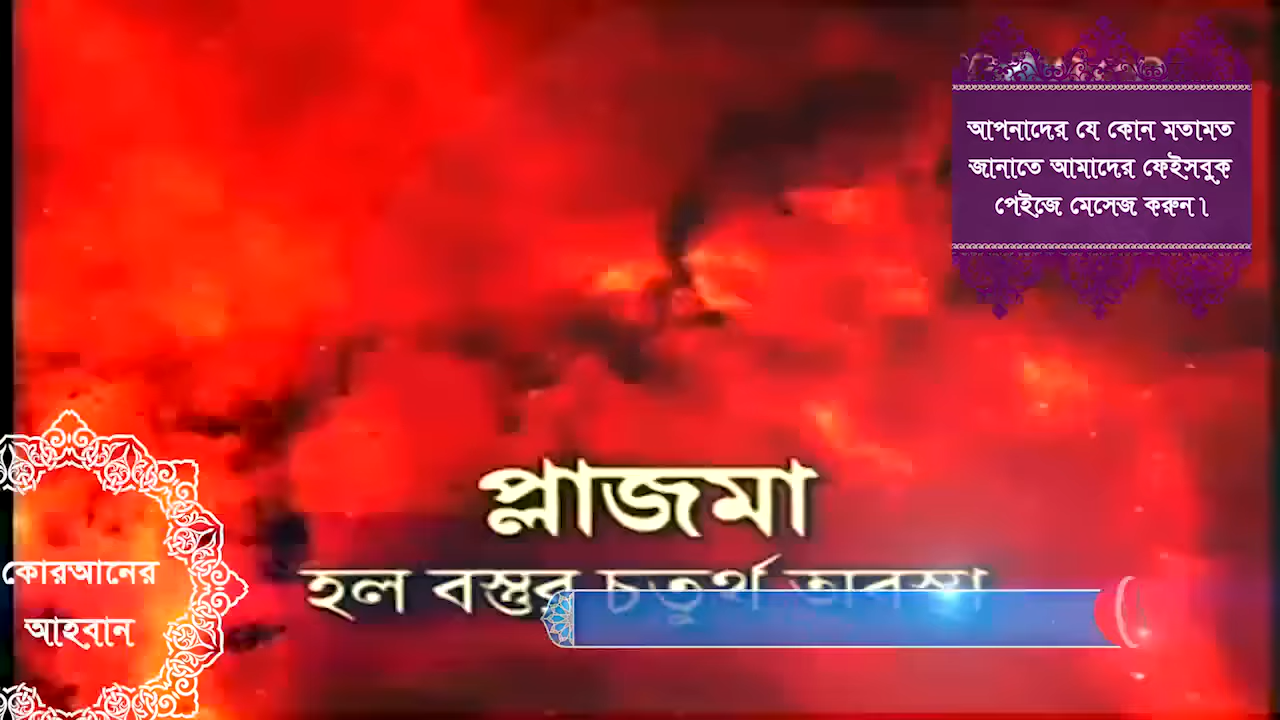 আপনাদের যে কোন মতামত
জানাতে আমাদের ফেইসবুক
পেইজে মেসেজ করুন।
প্লাজমা
হল বস্তুর চতুর্থ অবস্থা
কোরআনের
আহবান